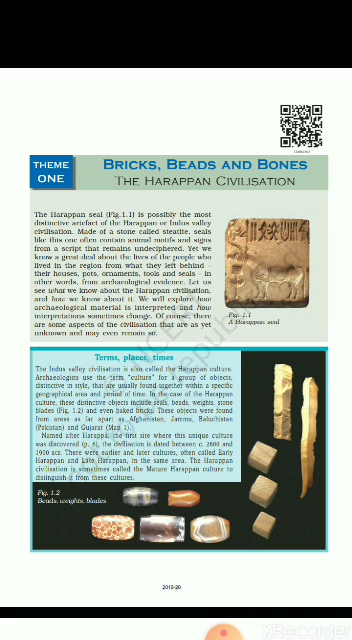 THEME
ONE
BRICKS, BEADS AND BONES
THE HARAPPAN CIVILISATION
The Harappan seal (Fig.1.1) is possibly the most
distinctive artefact of the Harappan or Indus valley
civilisation. Made of a stone called steatite, seals
like this one often contain animal motifs and signs
from a script that remains undeciphered. Yet we
know a great deal about the lives of the people who
lived in the region from what they left behind –
their houses, pots, ornaments, tools and seals – in
other words, from archaeological evidence. Let us
see what we know about the Harappan civilisation,
and how we know about it. We will explore how
archaeological material is interpreted and how
interpretations sometimes change. Of course, there
are some aspects of the civilisation that are as yet
unknown and may even remain so.
Fig. 1.1
A Harappan seal
Terms, places, times
The Indus valley civilisation is also called the Harappan culture.
Archaeologists use the term "culture" for a group of objects,
distinctive in style, that are usually found together within a specific
geographical area and period of time. In the case of the Harappan
culture, these distinctive objects include seals, beads, weights, stone
blades (Fig. 1.2) and even baked bricks. These objects were found
from areas as far apart as Afghanistan, Jammu, Baluchistan
(Pakistan) and Gujarat (Map 1).
Named after Harappa, the first site where this unique culture
was discovered (p. 6), the civilisation is dated between c. 2600 and
1900 BCE. There were earlier and later cultures, often called Early
Harappan and Late Harappan, in the same area. The Harappan
civilisation is sometimes called the Mature Harappan culture to
distinguish it from these cultures.
Fig. 1.2
Beads, weights, blades
2019-20
XRecorder